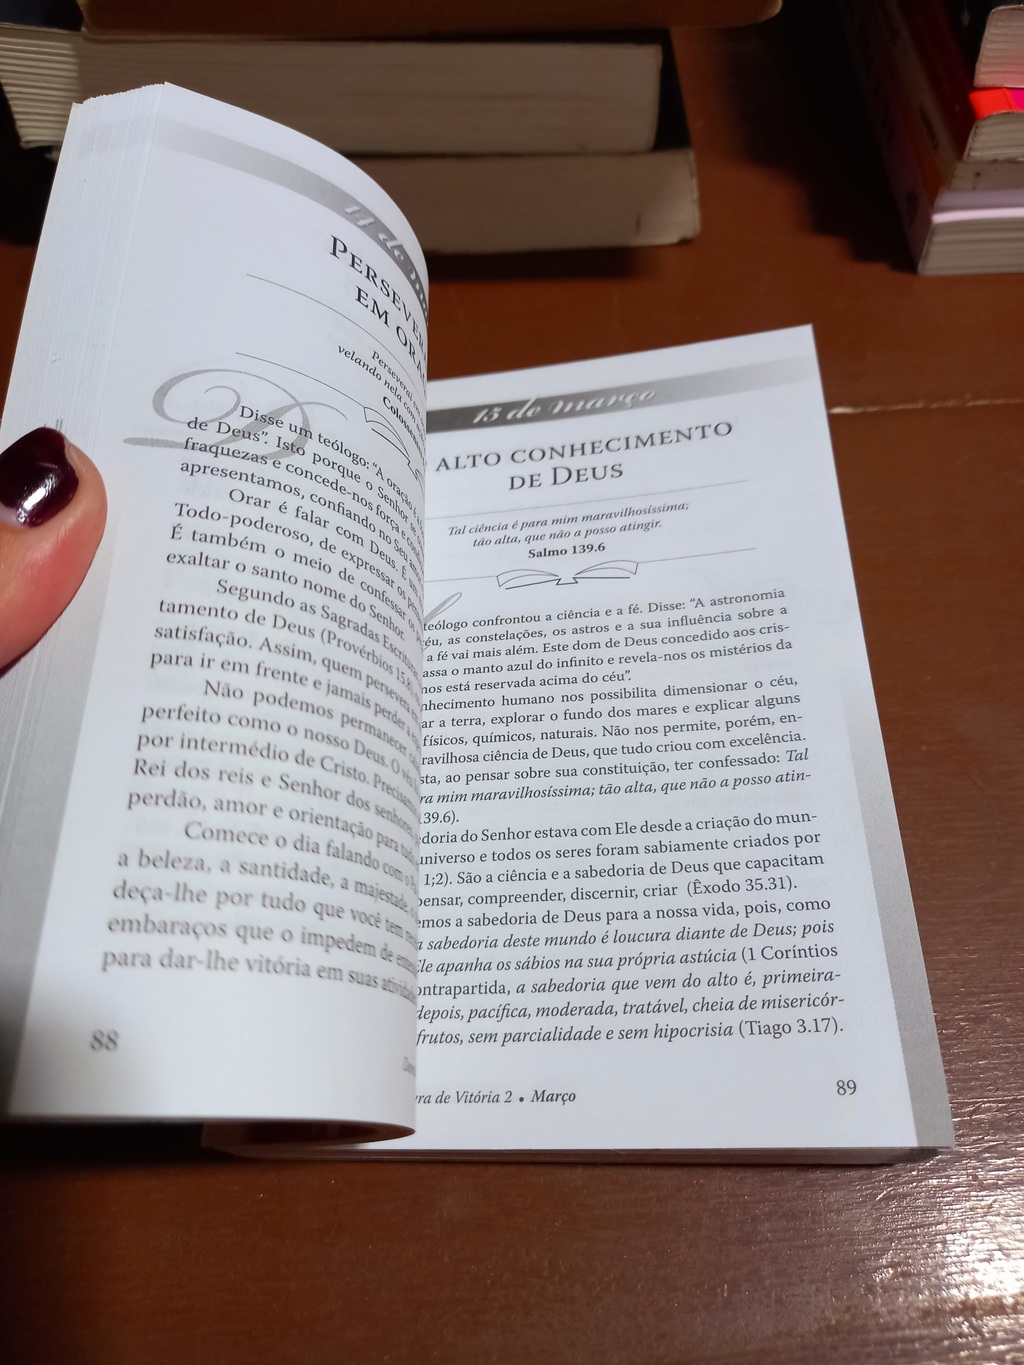 14 de
EM
Perseverai
velando nela com
Disse um teólogo: “A oração é
de Deus”. Isto porque o Senhor
fraquezas e concede-nos força e
apresentamos, confiando no Seu
Orar é falar com Deus. É
Todo-poderoso, de expressar os
É também o meio de confessar
exaltar o santo nome do Senhor.
Segundo as Sagradas Escrituras
tamento de Deus (Provérbios 15.8)
satisfação. Assim, quem persevera
para ir em frente e jamais perder a
Não podemos permanecer
perfeito como o nosso Deus. O
por intermédio de Cristo. Precisamos
Rei dos reis e Senhor dos senhores
perdão, amor e orientação para
Comece o dia falando com o
a beleza, a santidade, a majestade,
deça-lhe por tudo que você tem
embaraços que o impedem de
para dar-lhe vitória em suas
88
15 de março
ALTO CONHECIMENTO
DE DEUS
Tal ciência é para mim maravilhosíssima;
tão alta, que não a posso atingir.
Salmo 139.6
teólogo confrontou a ciência e a fé. Disse: “A astronomia
éu, as constelações, os astros e a sua influência sobre a
a fé vai mais além. Este dom de Deus concedido aos cris-
assa o manto azul do infinito e revela-nos os mistérios da
nos está reservada acima do céu”.
nhecimento humano nos possibilita dimensionar o céu,
ar a terra, explorar o fundo dos mares e explicar alguns
físicos, químicos, naturais. Não nos permite, porém, en-
ravilhosa ciência de Deus, que tudo criou com excelência.
sta, ao pensar sobre sua constituição, ter confessado: Tal
ra mim maravilhosíssima; tão alta, que não a posso atin-
39.6).
doria do Senhor estava com Ele desde a criação do mun-
universo e todos os seres foram sabiamente criados por
1;2). São a ciência e a sabedoria de Deus que capacitam
pensar, compreender, discernir, criar (Êxodo 35.31).
emos a sabedoria de Deus para a nossa vida, pois, como
a sabedoria deste mundo é loucura diante de Deus; pois
Ele apanha os sábios na sua própria astúcia (1 Coríntios
ontrapartida, a sabedoria que vem do alto é, primeira-
depois, pacífica, moderada, tratável, cheia de misericór-
frutos, sem parcialidade e sem hipocrisia (Tiago 3.17).
ra de Vitória 2 • Março
89